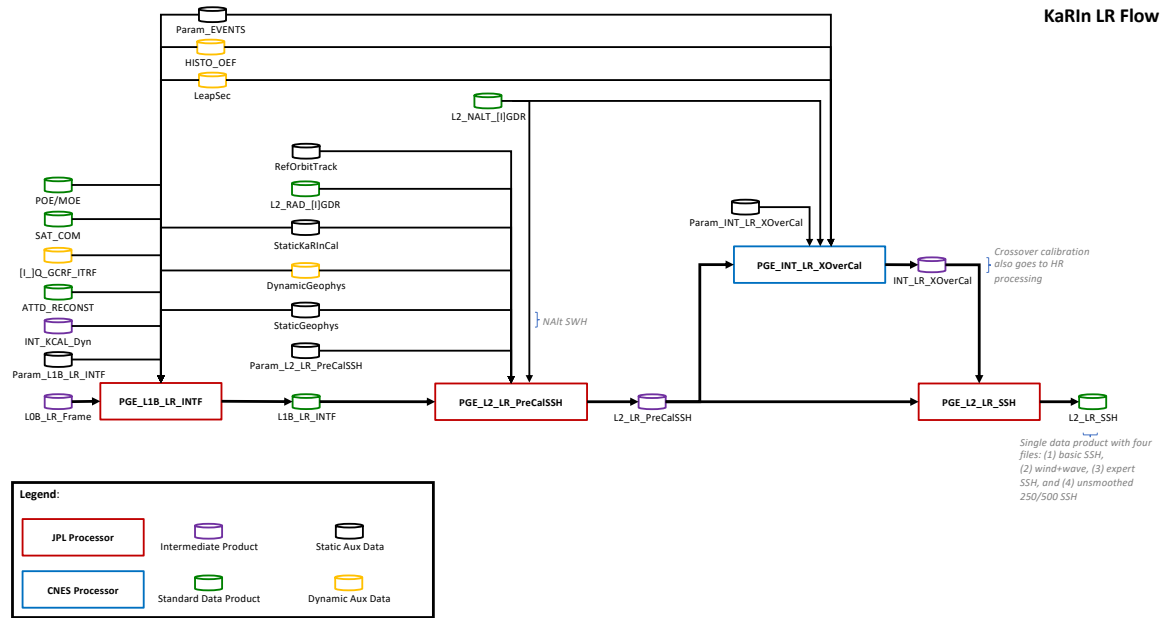 KaRIn LR Flow
Param_EVENTS
HISTO_OEF
LeapSec
L2_NALT_[I]GDR
RefOrbitTrack
POE/MOE
L2_RAD_[I]GDR
SAT_COM
StaticKaRInCal
Param_INT_LR_XOverCal
[I_]Q_GCRF_ITRF
DynamicGeophys
PGE_INT_LR_XOverCal
INT_LR_XOverCal
Crossover calibration
also goes to HR
processing
ATTD_RECONST
StaticGeophys
NAlt SWH
INT_KCAL_Dyn
Param_L2_LR_PreCalSSH
Param_L1B_LR_INTF
L0B_LR_Frame
PGE_L1B_LR_INTF
L1B_LR_INTF
PGE_L2_LR_PreCalSSH
L2_LR_PreCalSSH
PGE_L2_LR_SSH
L2_LR_SSH
Single data product with four
files: (1) basic SSH,
(2) wind+wave, (3) expert
SSH, and (4) unsmoothed
250/500 SSH
Legend:
JPL Processor
Intermediate Product
Static Aux Data
CNES Processor
Standard Data Product
Dynamic Aux Data